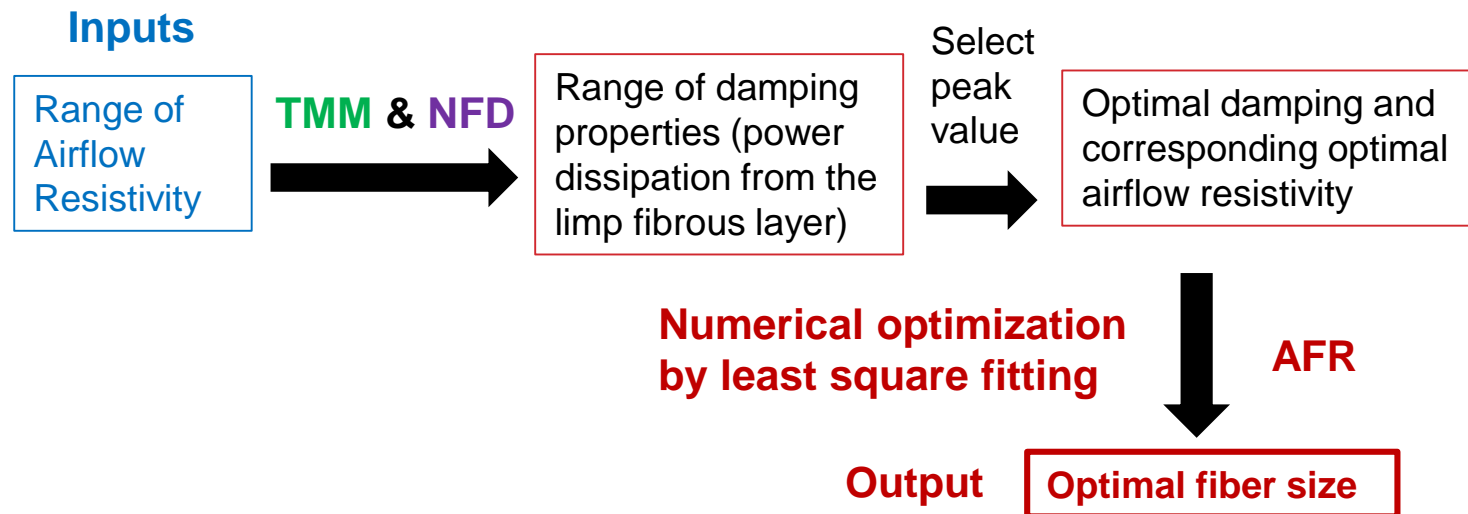 Inputs
Range of
Airflow
Resistivity
TMM & NFD
Range of damping
properties (power
dissipation from the
limp fibrous layer)
Select
peak
value
Optimal damping and
corresponding optimal
airflow resistivity
Numerical optimization
by least square fitting
AFR
Output
Optimal fiber size